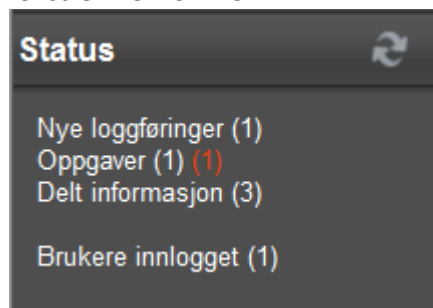 Status
Nye loggføringer (1)
Oppgaver (1) (1)
Delt informasjon (3)
Brukere innlogget (1)